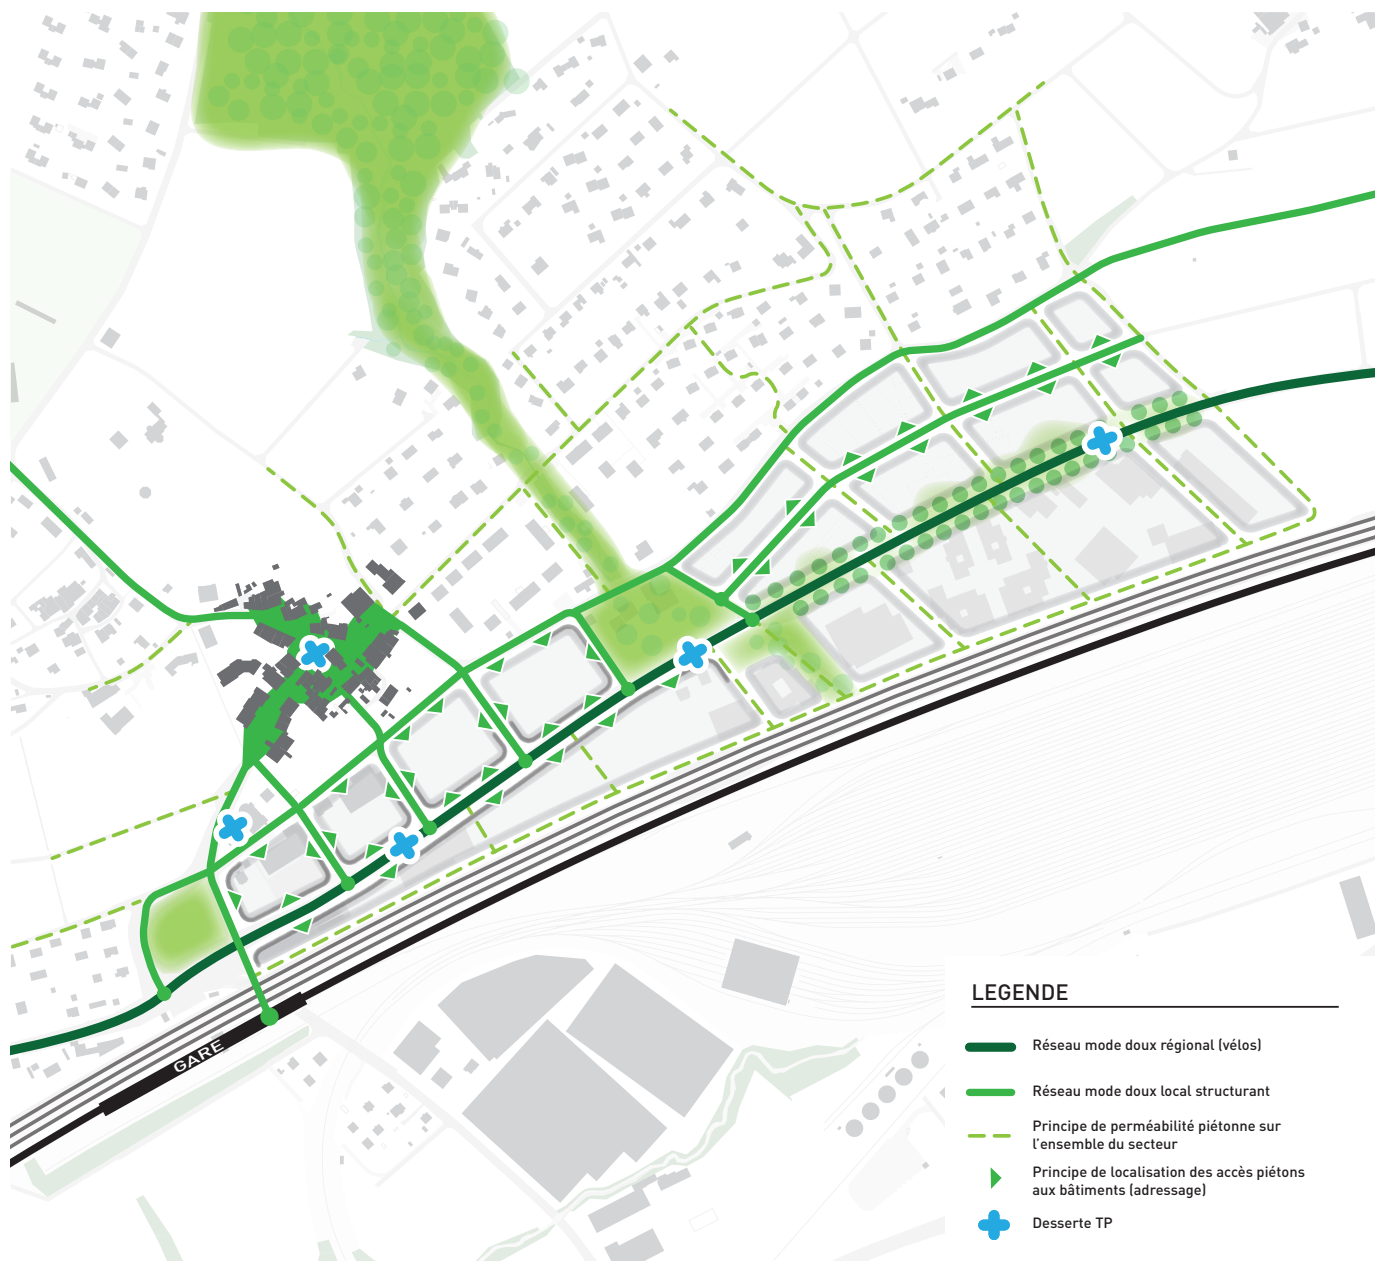 GARE
LEGENDE
Réseau mode doux régional (vélos)
Réseau mode doux local structurant
Principe de perméabilité piétonne sur
l'ensemble du secteur
Principe de localisation des accès piétons
aux bâtiments (adressage)
Desserte TP